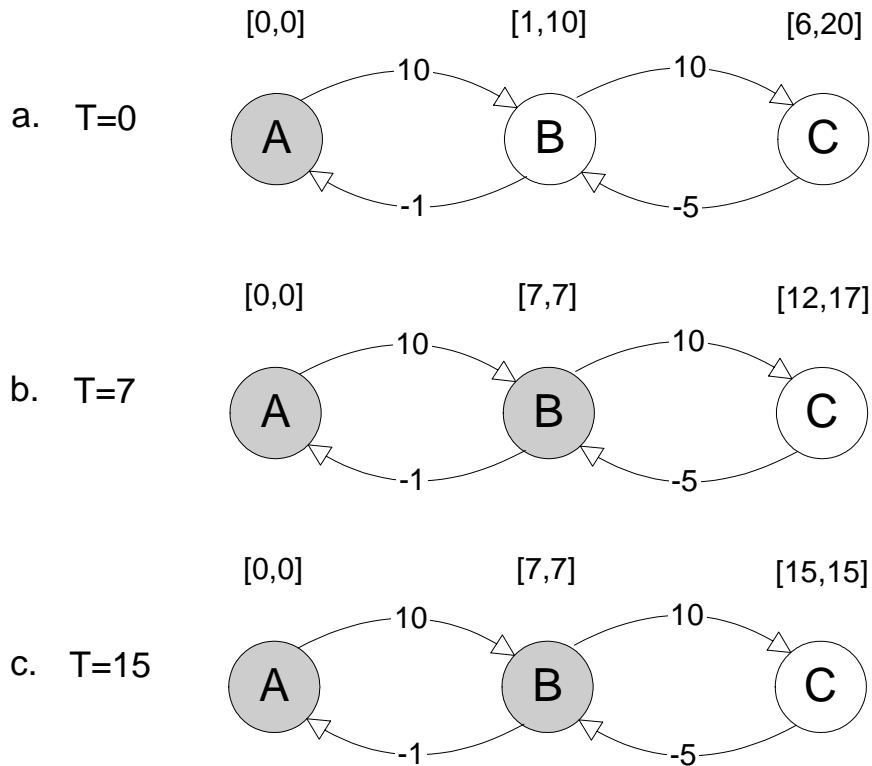 [0,0] [1,10] [6,20]
10 10
a. T=0 A B C
-1 -5
[0,0] [7,7] [12,17]
10 10
b. T=7 A B C
-1 -5
[0,0] [7,7] [15,15]
10 10
c. T=15 A B C
-1 -5